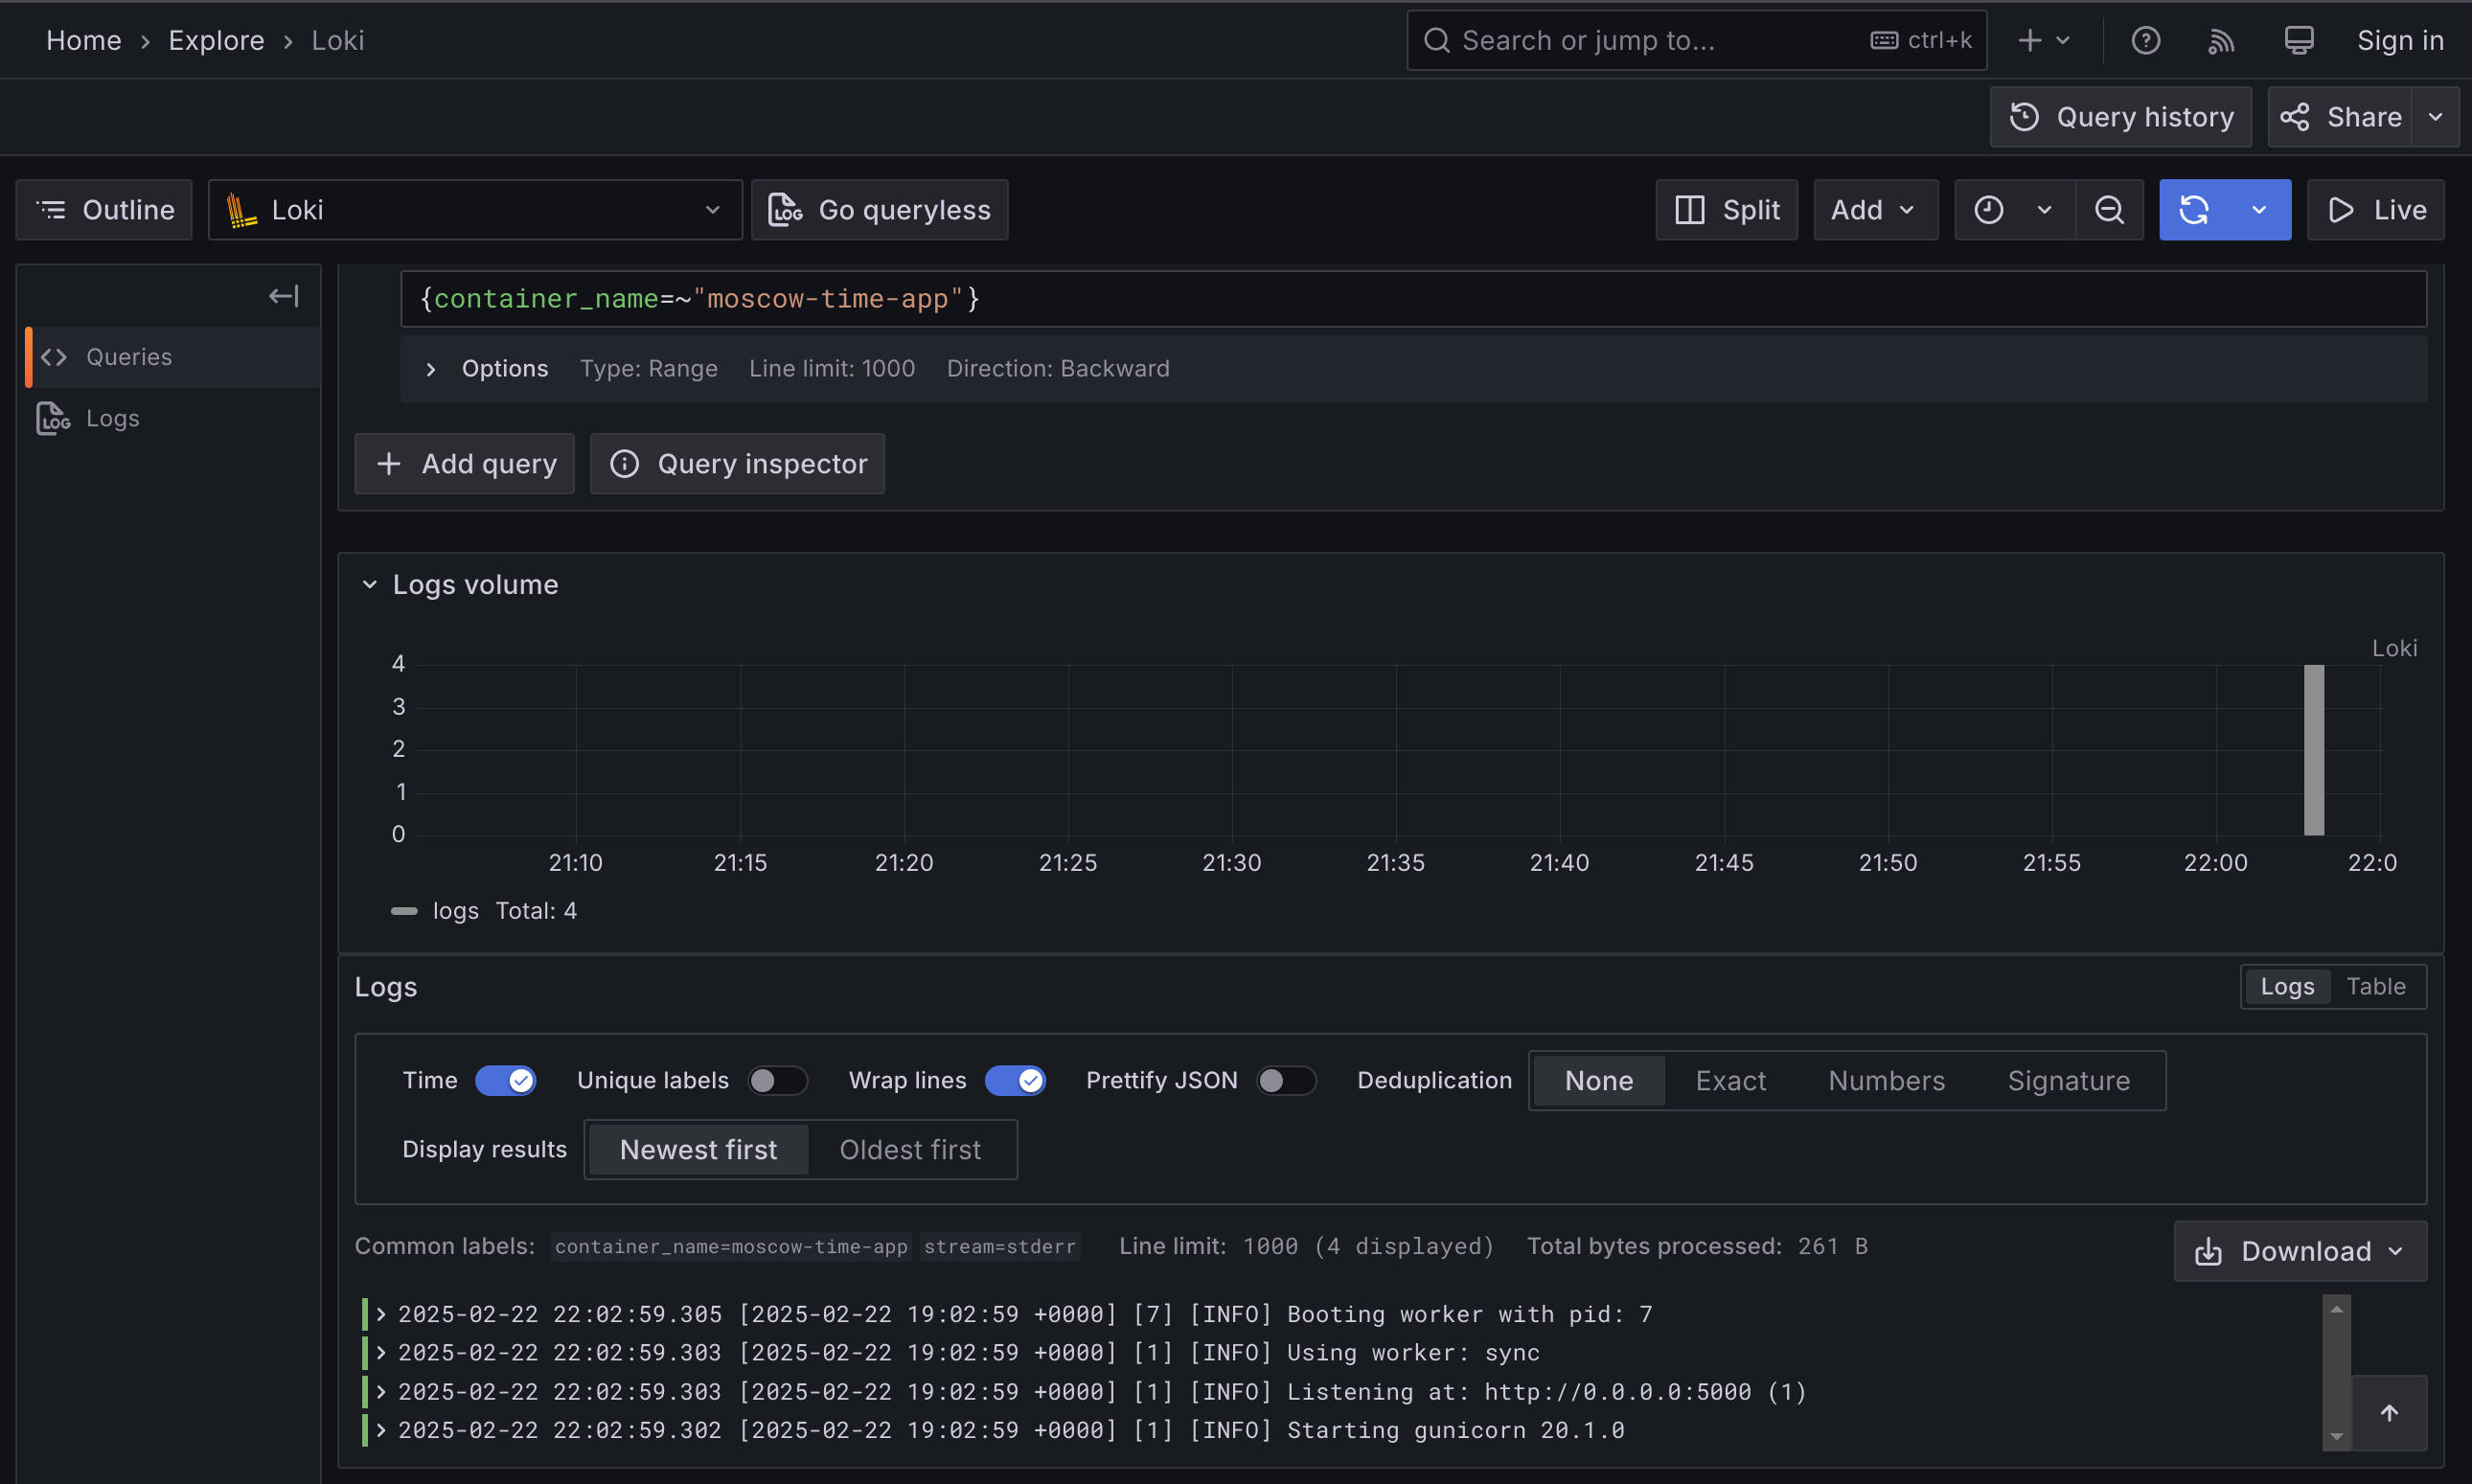 Home › Explore › Loki
Search or jump to... ctrl+k
Sign in
Query history
Share
Outline
Loki
LOG Go queryless
Split
Add
Live
Queries
LOG Logs
{container_name=~"moscow-time-app"}
Options Type: Range Line limit: 1000 Direction: Backward
+ Add query
Query inspector
Logs volume
Loki
4
3
2
1
0
21:10 21:15 21:20 21:25 21:30 21:35 21:40 21:45 21:50 21:55 22:00 22:0
logs Total: 4
Logs
Logs Table
Time Unique labels Wrap lines Prettify JSON Deduplication None Exact Numbers Signature
Display results Newest first Oldest first
Common labels: container_name=moscow-time-app stream=stderr Line limit: 1000 (4 displayed) Total bytes processed: 261 B
Download
> 2025-02-22 22:02:59.305 [2025-02-22 19:02:59 +0000] [7] [INFO] Booting worker with pid: 7
> 2025-02-22 22:02:59.303 [2025-02-22 19:02:59 +0000] [1] [INFO] Using worker: sync
> 2025-02-22 22:02:59.303 [2025-02-22 19:02:59 +0000] [1] [INFO] Listening at: http://0.0.0.0:5000 (1)
> 2025-02-22 22:02:59.302 [2025-02-22 19:02:59 +0000] [1] [INFO] Starting gunicorn 20.1.0